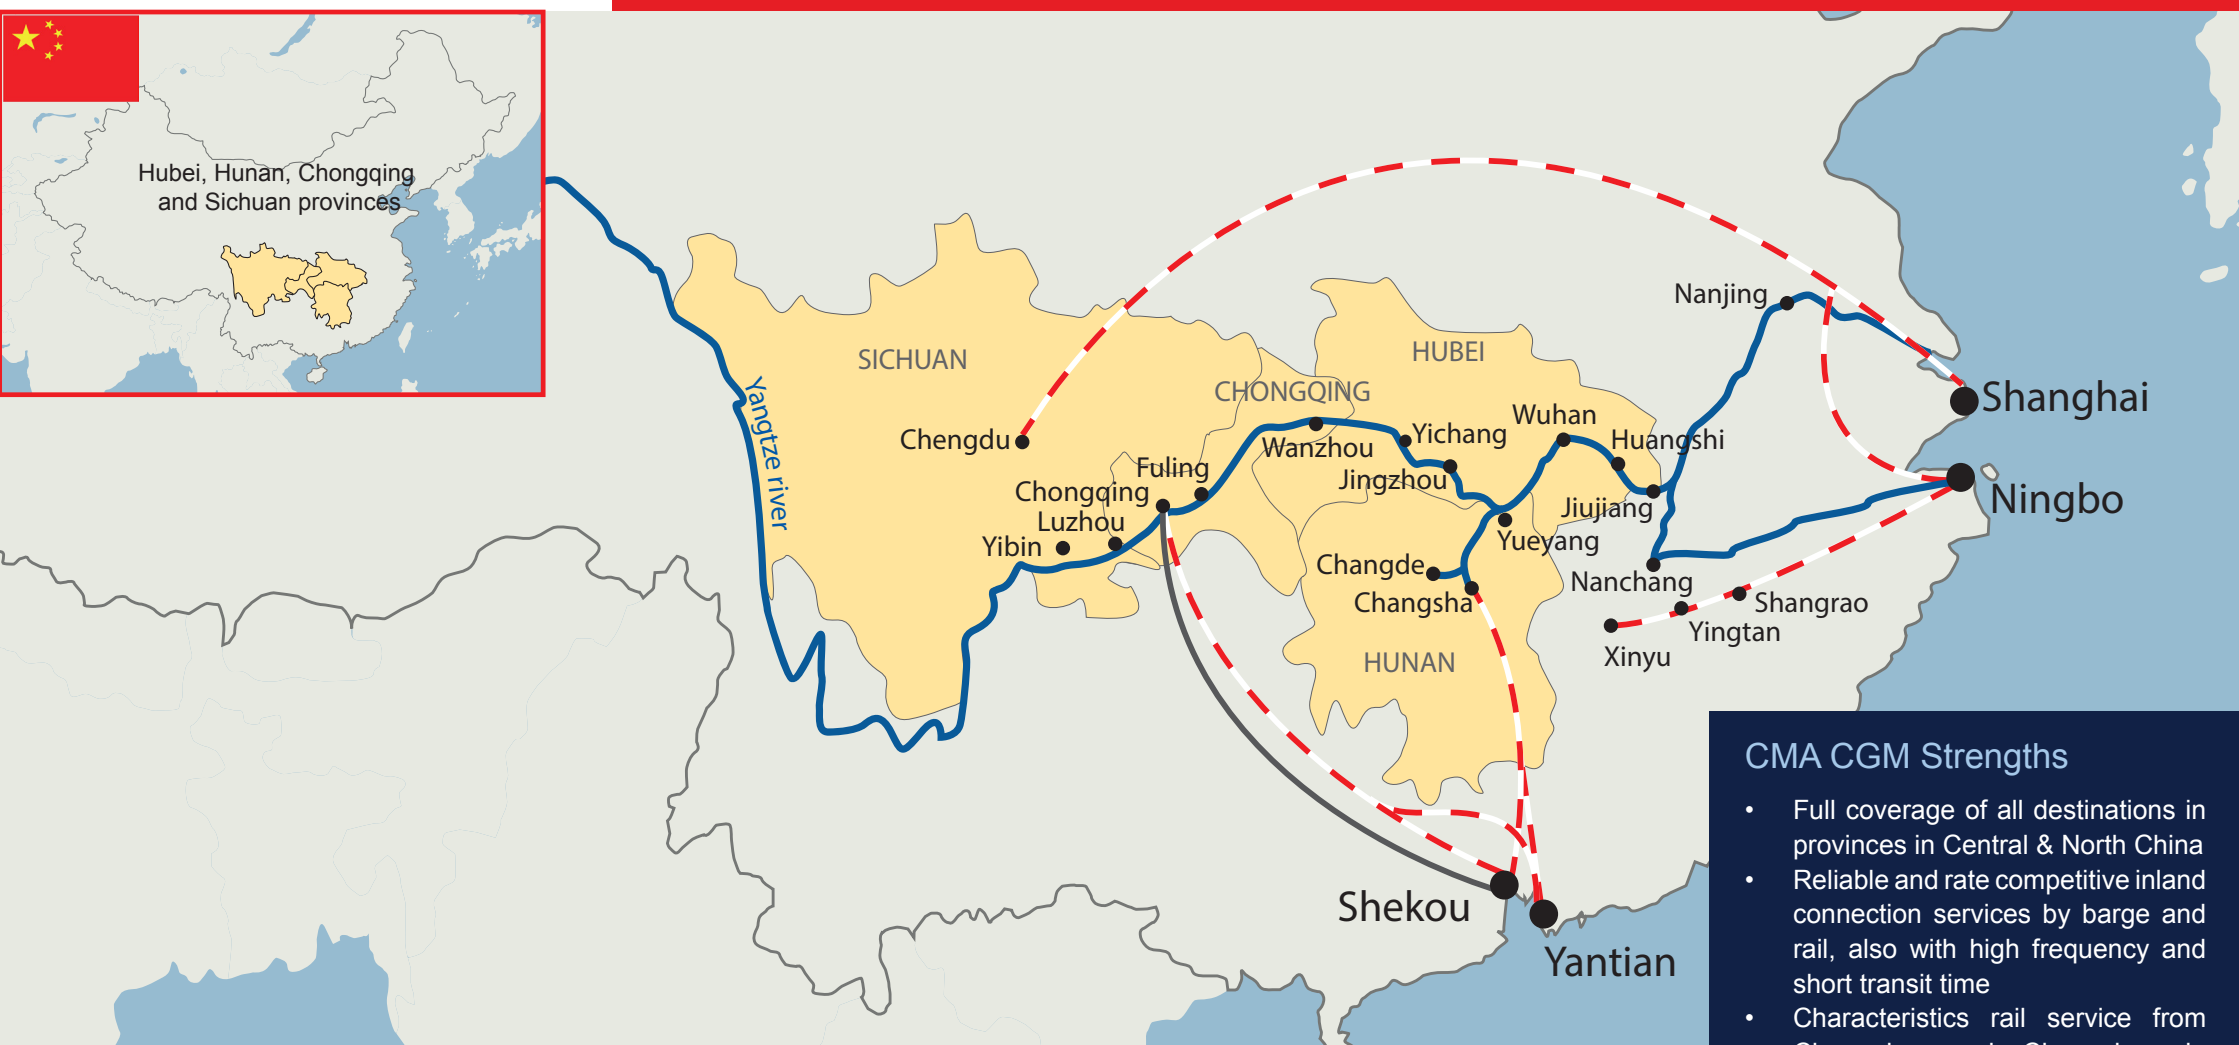 Hubei, Hunan, Chongqing
and Sichuan provinces
Nanjing
SICHUAN
HUBEI
CHONGQING
Shanghai
Yangtze river
Chengdu
Wuhan
Yichang
Huangshi
Wanzhou
Fuling
Jingzhou
Chongqing
Ningbo
Jiujiang
Luzhou
Yibin
Yueyang
Changde
Nanchang
Changsha
Shangrao
Yingtan
Xinyu
HUNAN
Shekou
Yantian
CMA CGM Strengths
• Full coverage of all destinations in
provinces in Central & North China
• Reliable and rate competitive inland
connection services by barge and
rail, also with high frequency and
short transit time
• Characteristics rail service from